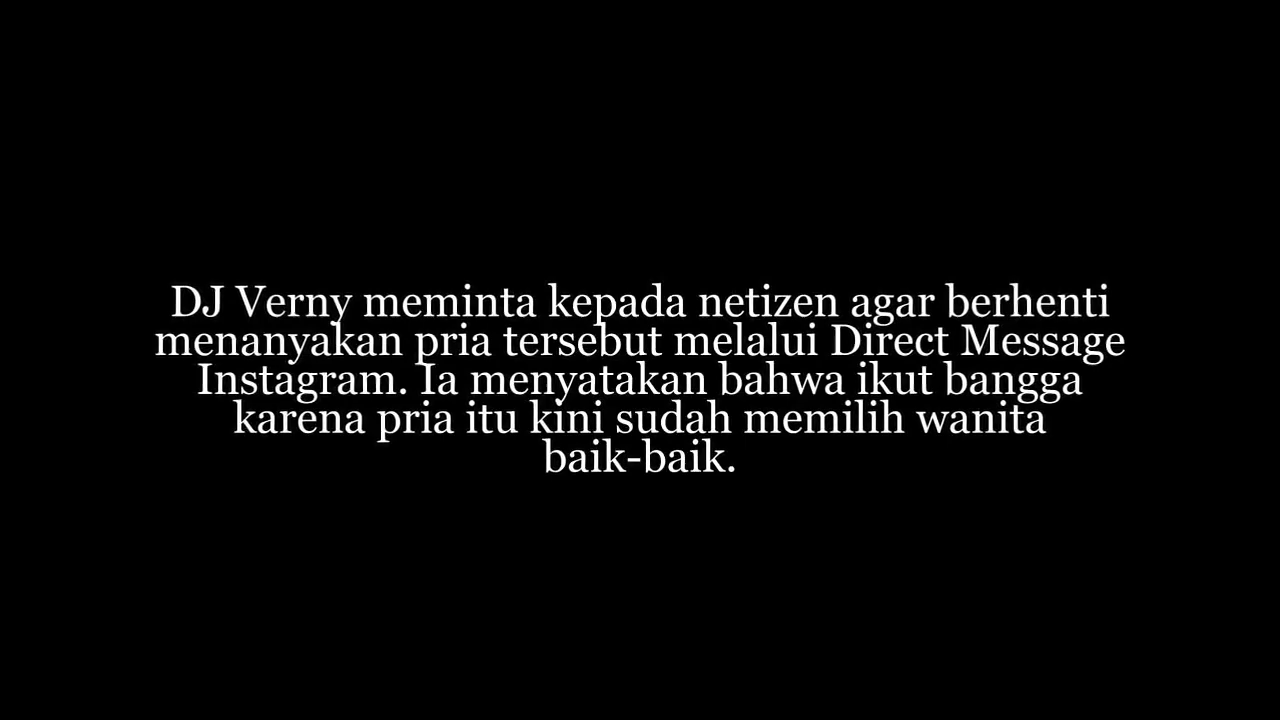 DJ Verny meminta kepada netizen agar berhenti
menanyakan pria tersebut melalui Direct Message
Instagram. Ia menyatakan bahwa ikut bangga
karena pria itu kini sudah memilih wanita
baik-baik.